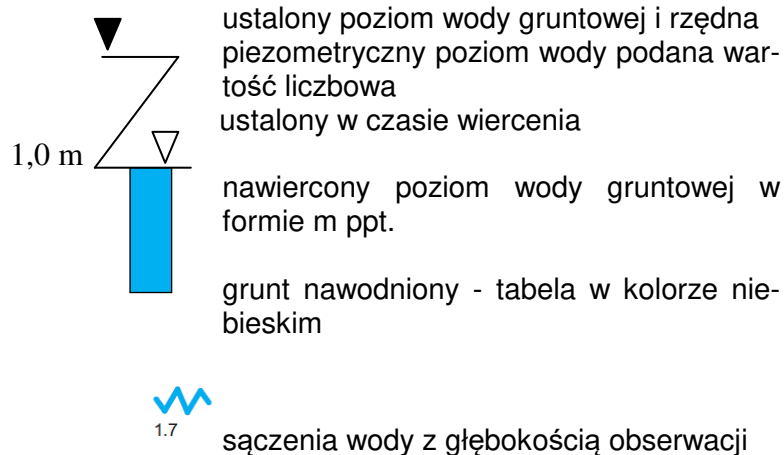 ustalony poziom wody gruntowej i rzędna
piezometryczny poziom wody podana war-
tość liczbowa
ustalony w czasie wiercenia
1,0 m
nawiercony poziom wody gruntowej w
formie m ppt.
grunt nawodniony - tabela w kolorze nie-
bieskim
1.7
sączenia wody z głębokością obserwacji